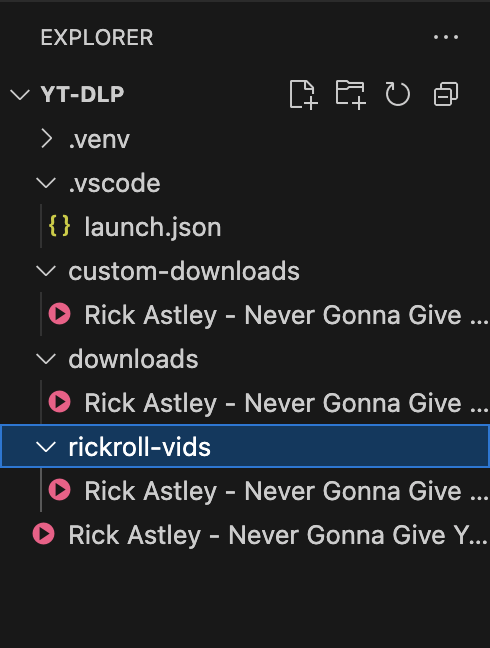 EXPLORER
YT-DLP
.venv
.vscode
{} launch.json
custom-downloads
Rick Astley - Never Gonna Give ...
downloads
Rick Astley - Never Gonna Give ...
rickroll-vids
Rick Astley - Never Gonna Give ...
Rick Astley - Never Gonna Give Y...